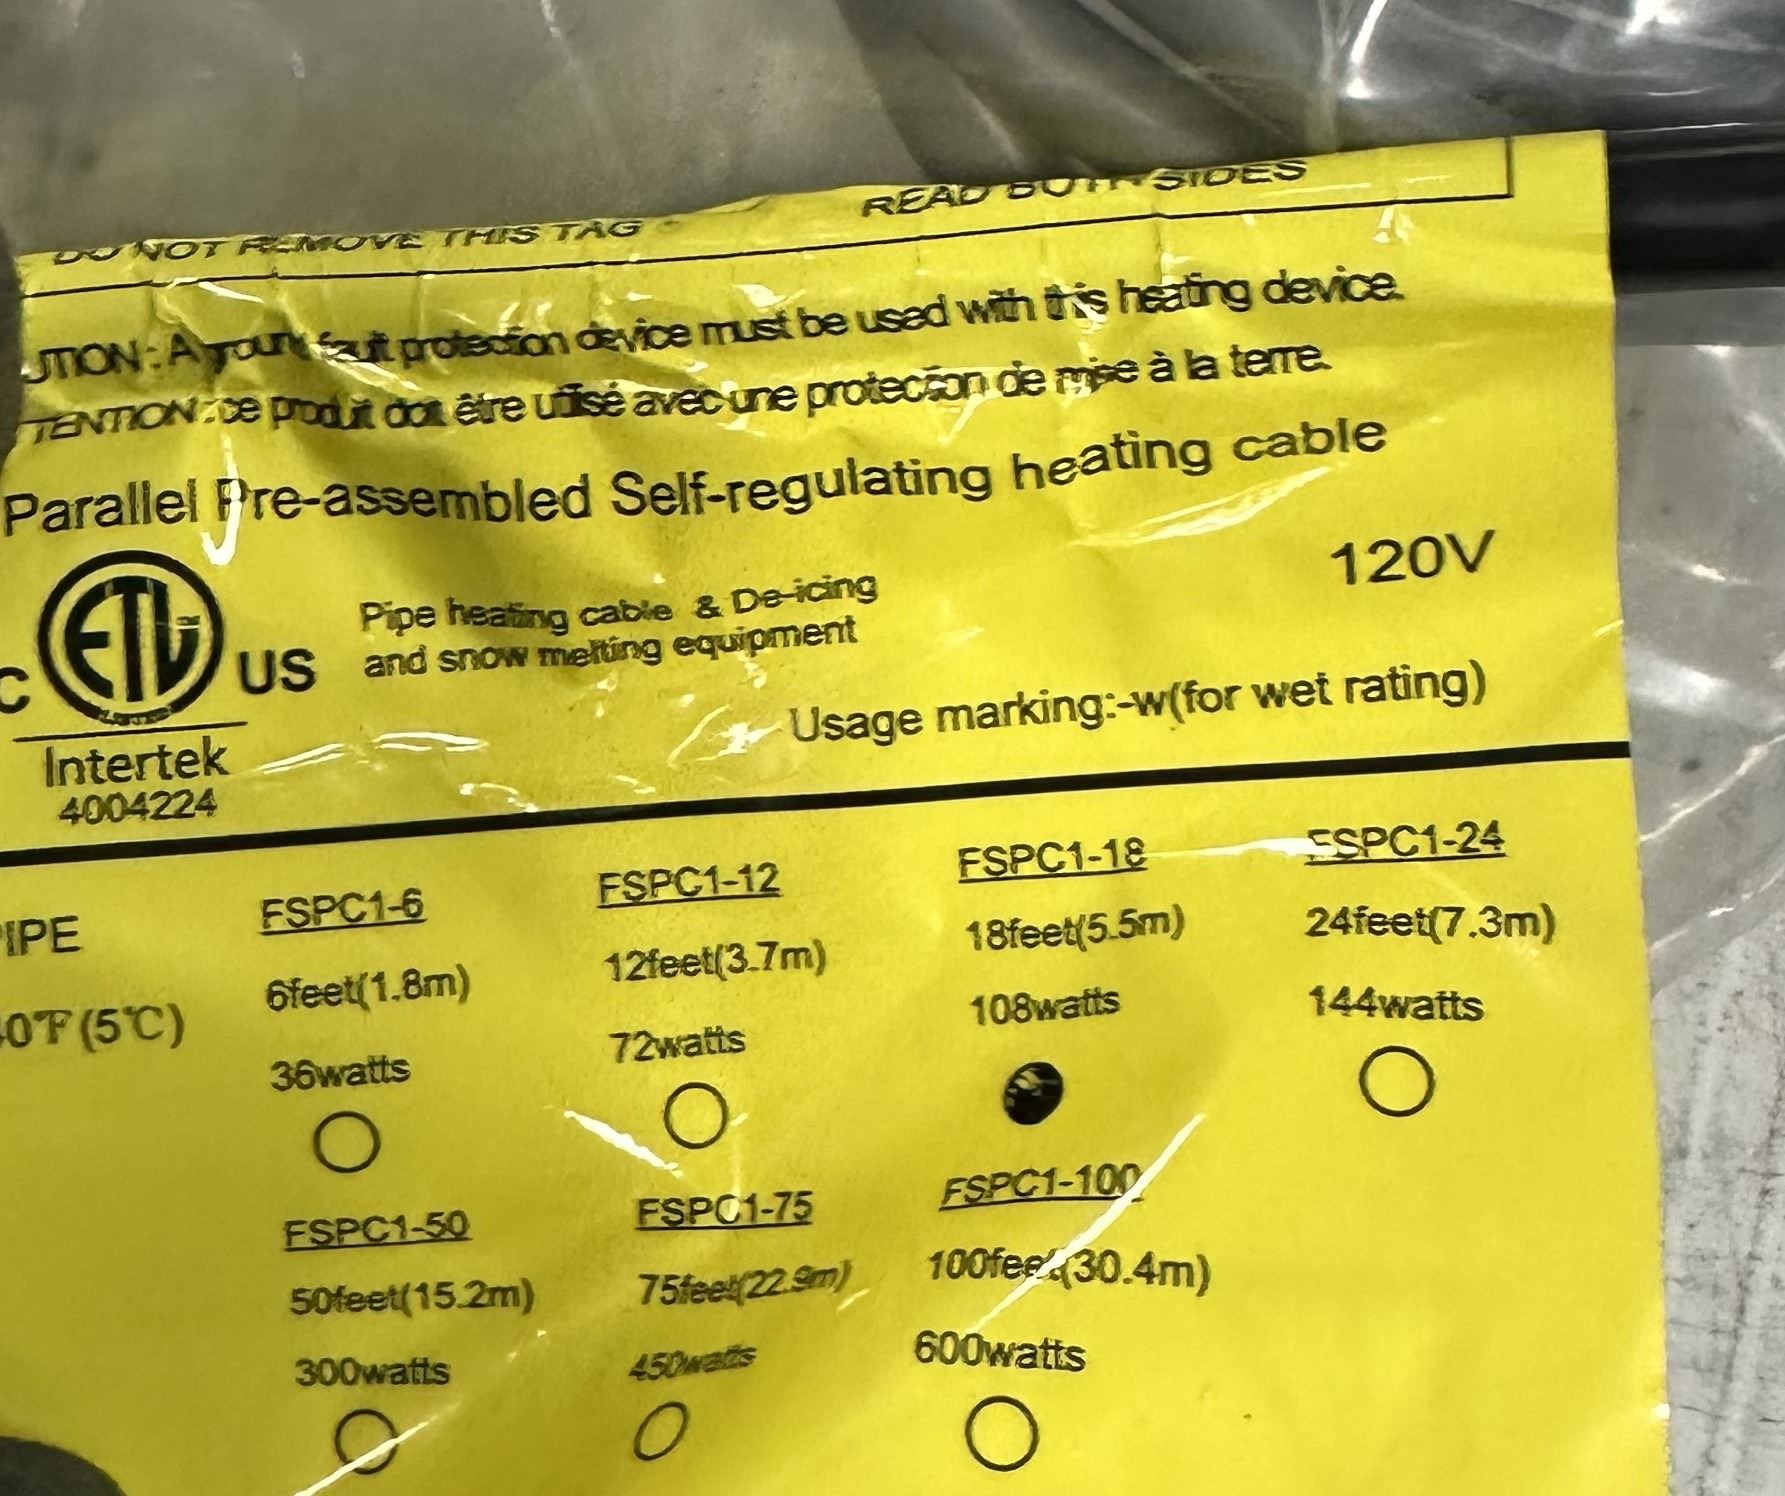 DO NOT REMOVE THIS TAG READ BOTH SIDES
UTION: A ground fault protection device must be used with this heating device.
TENTION: ce produit doit être utilisé avec une protection de mise à la terre.
Parallel Pre-assembled Self-regulating heating cable
120V
C ETL US
LISTED
Intertek
4004224
Pipe heating cable & De-icing
and snow melting equipment
Usage marking:-w(for wet rating)
FSPC1-6 FSPC1-12 FSPC1-18 FSPC1-24
PIPE 6feet(1.8m) 12feet(3.7m) 18feet(5.5m) 24feet(7.3m)
40°F(5°C) 36watts 72watts 108watts 144watts
FSPC1-50 FSPC1-75 FSPC1-100
50feet(15.2m) 75feet(22.9m) 100feet(30.4m)
300watts 450watts 600watts